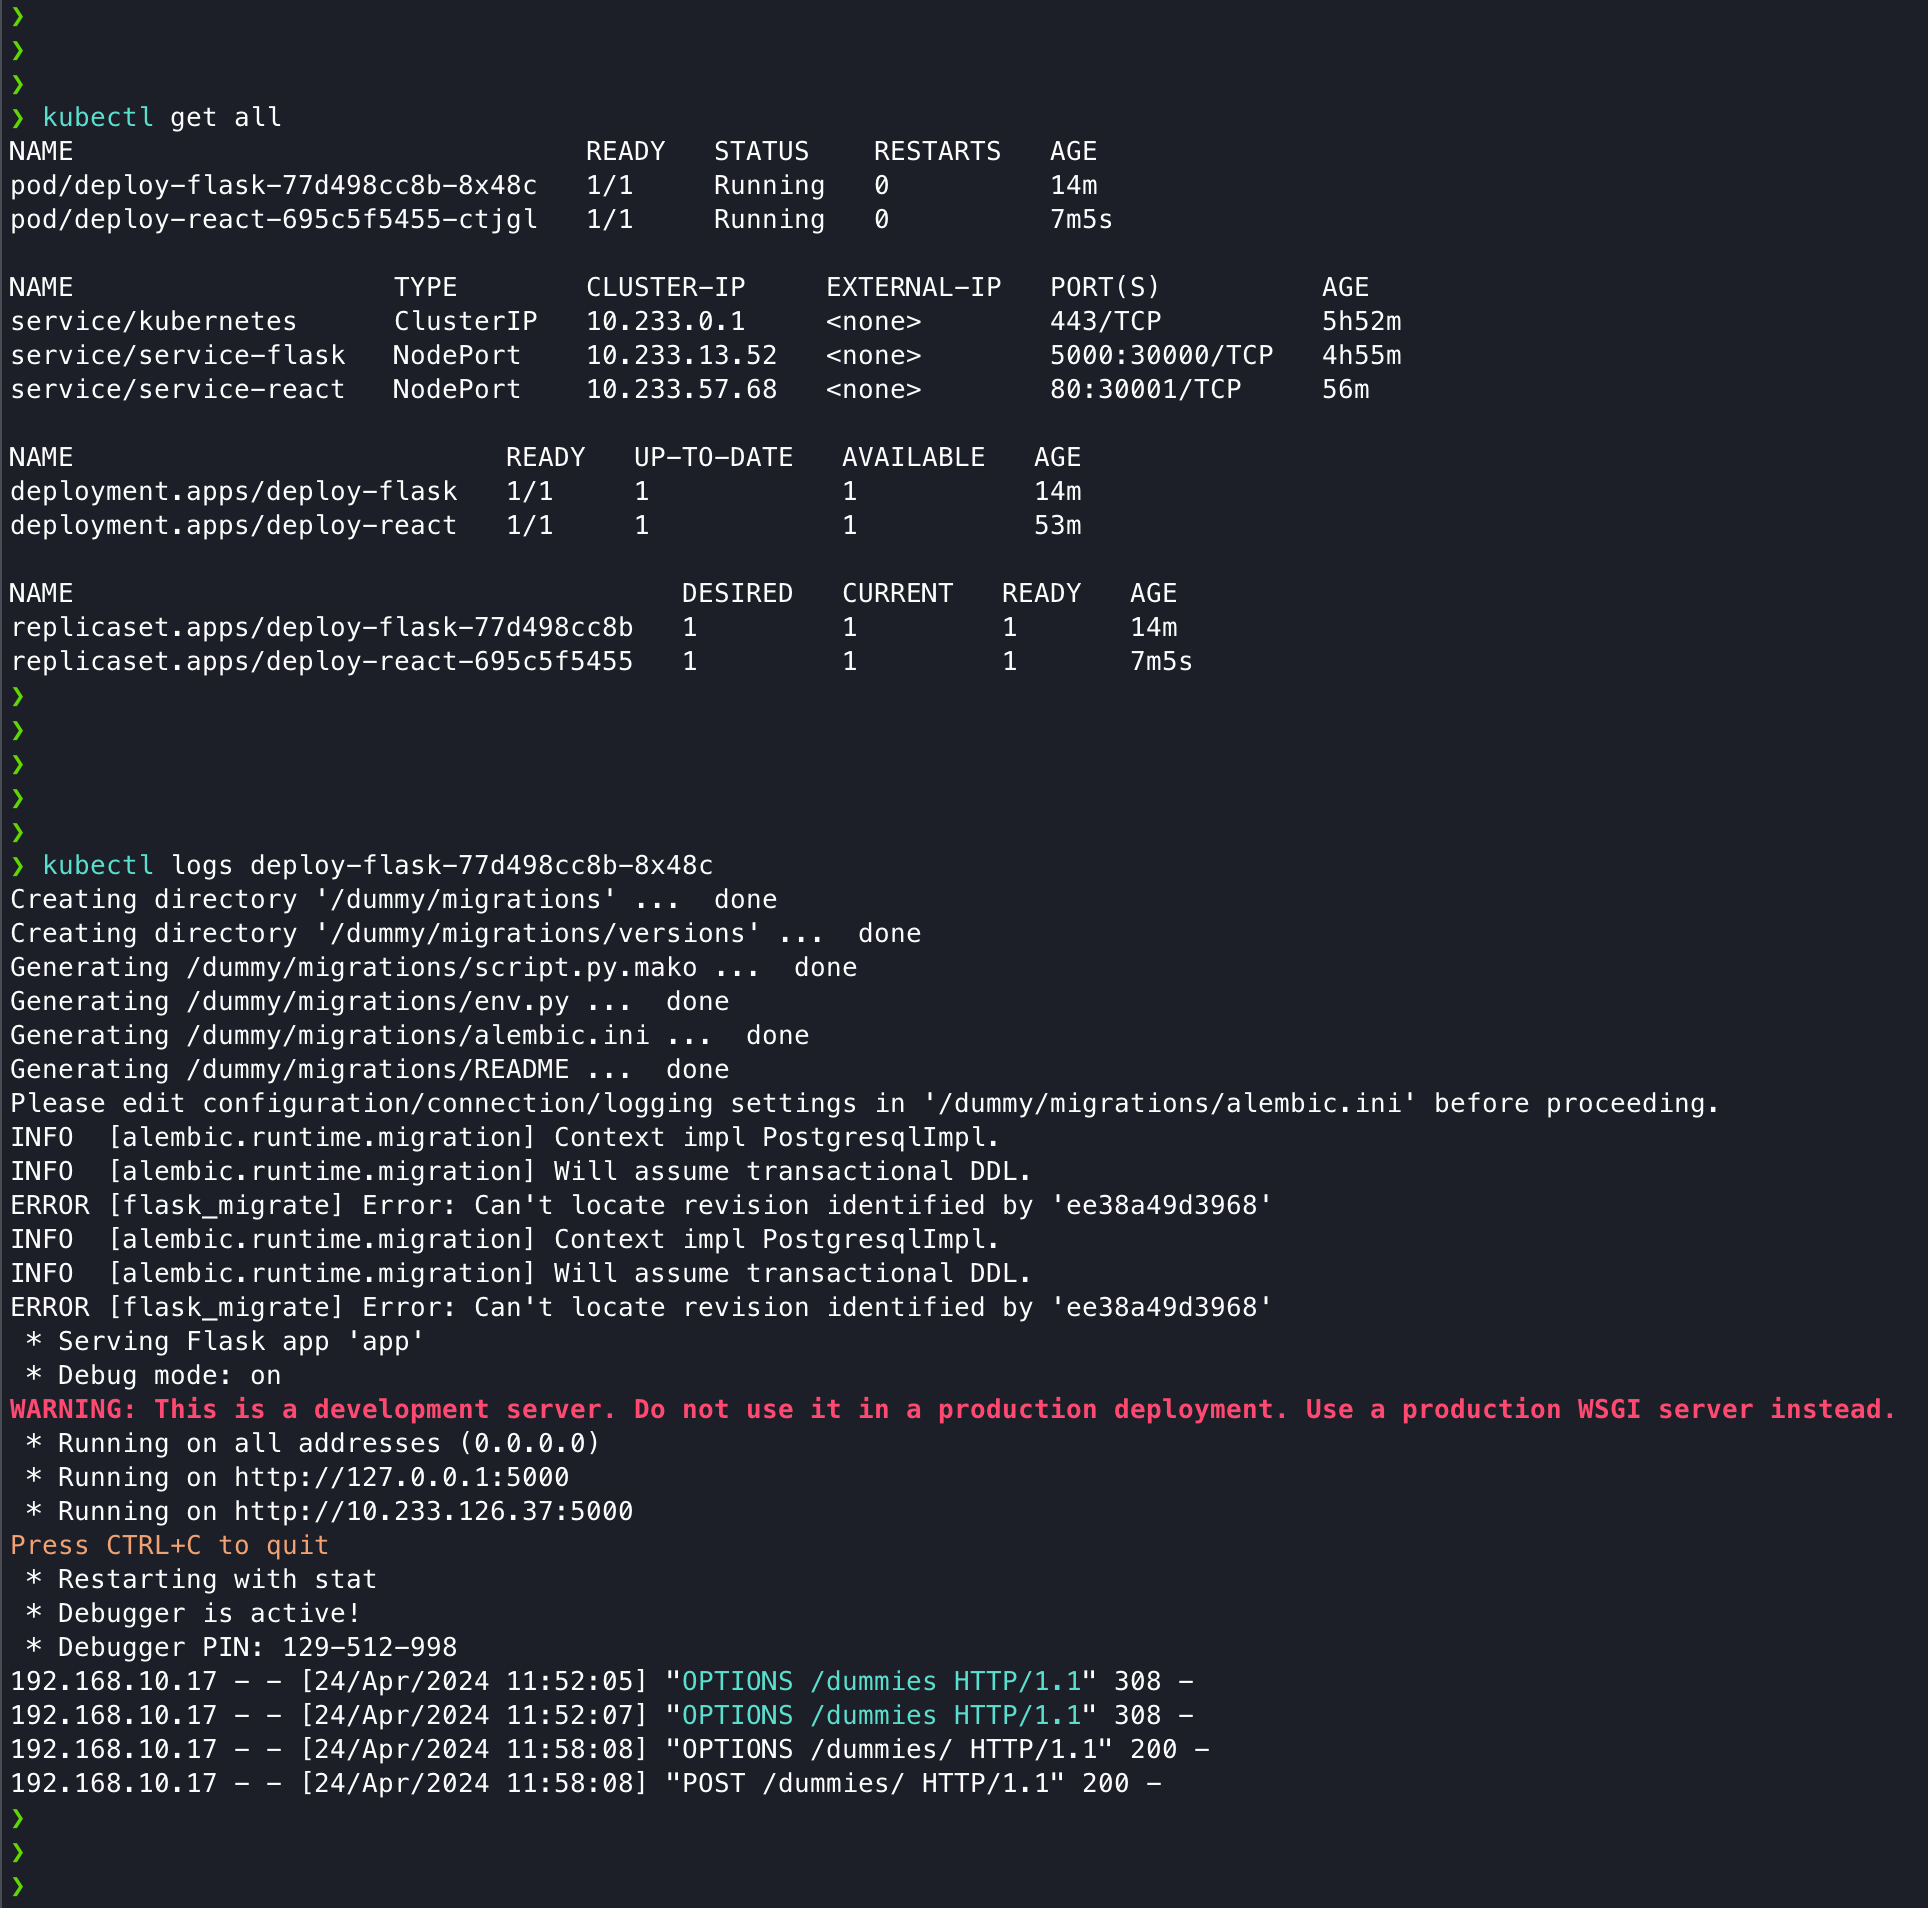 ❯
❯
❯
❯ kubectl get all
NAME                                READY   STATUS    RESTARTS   AGE
pod/deploy-flask-77d498cc8b-8x48c   1/1     Running   0          14m
pod/deploy-react-695c5f5455-ctjgl   1/1     Running   0          7m5s

NAME                    TYPE        CLUSTER-IP     EXTERNAL-IP   PORT(S)          AGE
service/kubernetes      ClusterIP   10.233.0.1     <none>        443/TCP          5h52m
service/service-flask   NodePort    10.233.13.52   <none>        5000:30000/TCP   4h55m
service/service-react   NodePort    10.233.57.68   <none>        80:30001/TCP     56m

NAME                           READY   UP-TO-DATE   AVAILABLE   AGE
deployment.apps/deploy-flask   1/1     1            1           14m
deployment.apps/deploy-react   1/1     1            1           53m

NAME                                      DESIRED   CURRENT   READY   AGE
replicaset.apps/deploy-flask-77d498cc8b   1         1         1       14m
replicaset.apps/deploy-react-695c5f5455   1         1         1       7m5s
❯
❯
❯
❯
❯
❯ kubectl logs deploy-flask-77d498cc8b-8x48c
Creating directory '/dummy/migrations' ...  done
Creating directory '/dummy/migrations/versions' ...  done
Generating /dummy/migrations/script.py.mako ...  done
Generating /dummy/migrations/env.py ...  done
Generating /dummy/migrations/alembic.ini ...  done
Generating /dummy/migrations/README ...  done
Please edit configuration/connection/logging settings in '/dummy/migrations/alembic.ini' before proceeding.
INFO  [alembic.runtime.migration] Context impl PostgresqlImpl.
INFO  [alembic.runtime.migration] Will assume transactional DDL.
ERROR [flask_migrate] Error: Can't locate revision identified by 'ee38a49d3968'
INFO  [alembic.runtime.migration] Context impl PostgresqlImpl.
INFO  [alembic.runtime.migration] Will assume transactional DDL.
ERROR [flask_migrate] Error: Can't locate revision identified by 'ee38a49d3968'
 * Serving Flask app 'app'
 * Debug mode: on
WARNING: This is a development server. Do not use it in a production deployment. Use a production WSGI server instead.
 * Running on all addresses (0.0.0.0)
 * Running on http://127.0.0.1:5000
 * Running on http://10.233.126.37:5000
Press CTRL+C to quit
 * Restarting with stat
 * Debugger is active!
 * Debugger PIN: 129-512-998
192.168.10.17 - - [24/Apr/2024 11:52:05] "OPTIONS /dummies HTTP/1.1" 308 -
192.168.10.17 - - [24/Apr/2024 11:52:07] "OPTIONS /dummies HTTP/1.1" 308 -
192.168.10.17 - - [24/Apr/2024 11:58:08] "OPTIONS /dummies/ HTTP/1.1" 200 -
192.168.10.17 - - [24/Apr/2024 11:58:08] "POST /dummies/ HTTP/1.1" 200 -
❯
❯
❯